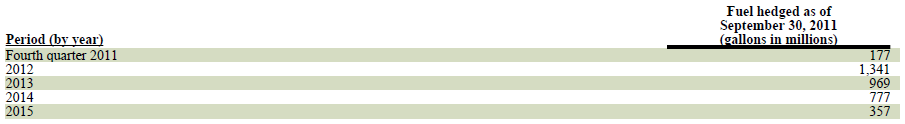 Fuel hedged as of
September 30, 2011
Period (by year) (gallons in millions)
Fourth quarter 2011 177
2012 1,341
2013 969
2014 777
2015 357